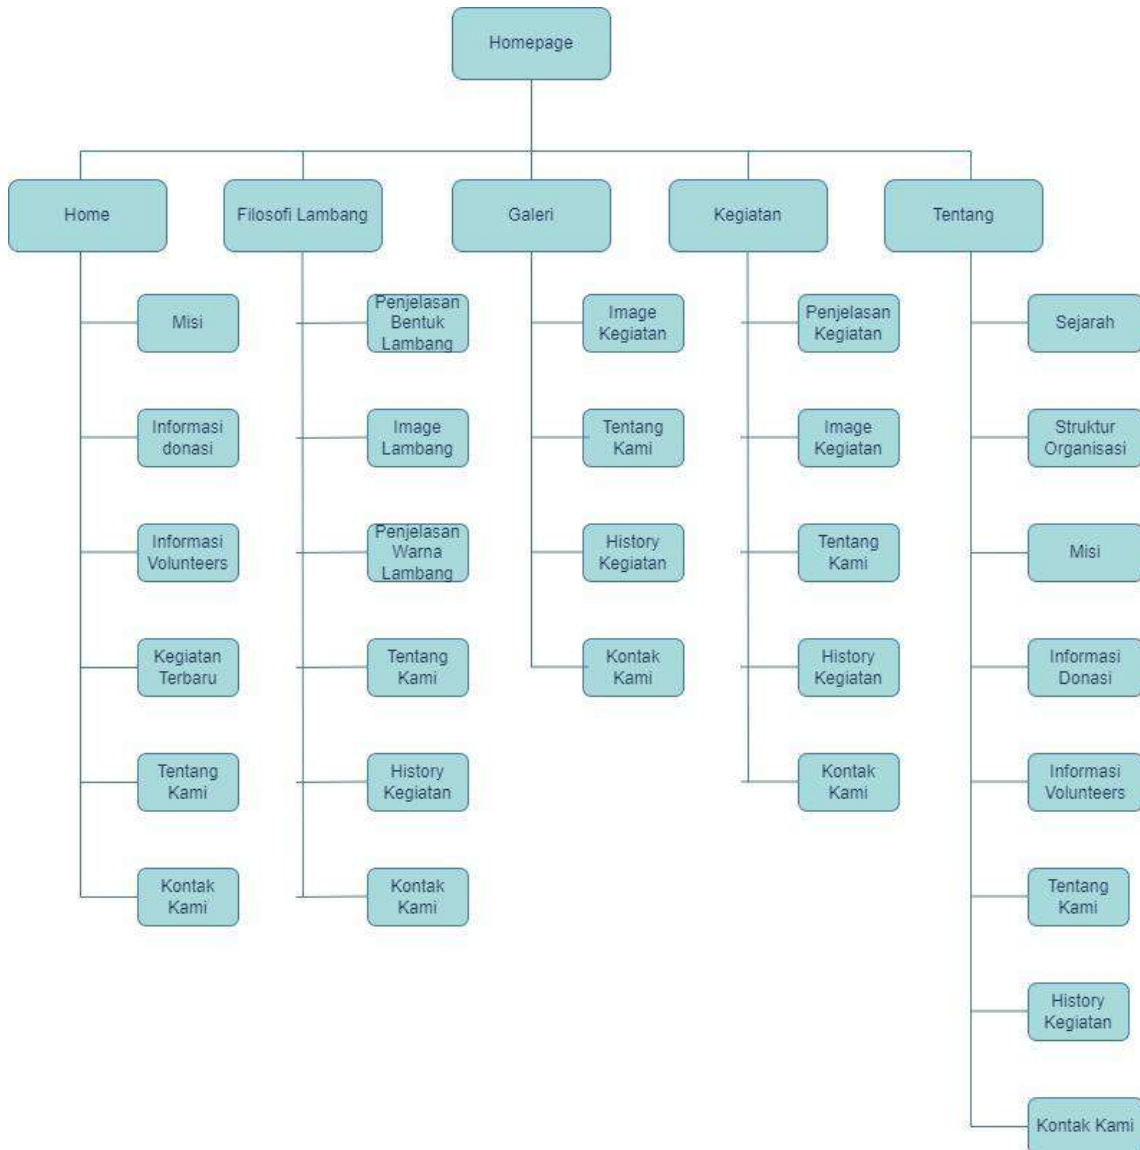 Homepage
Home
Filosofi Lambang
Galeri
Kegiatan
Tentang
Misi
Informasi
donasi
Informasi
Volunteers
Kegiatan
Terbaru
Tentang
Kami
Kontak
Kami
Penjelasan
Bentuk
Lambang
Image
Lambang
Penjelasan
Warna
Lambang
Tentang
Kami
History
Kegiatan
Kontak
Kami
Image
Kegiatan
Tentang
Kami
History
Kegiatan
Kontak
Kami
Penjelasan
Kegiatan
Image
Kegiatan
Tentang
Kami
History
Kegiatan
Kontak
Kami
Sejarah
Struktur
Organisasi
Misi
Informasi
Donasi
Informasi
Volunteers
Tentang
Kami
History
Kegiatan
Kontak Kami